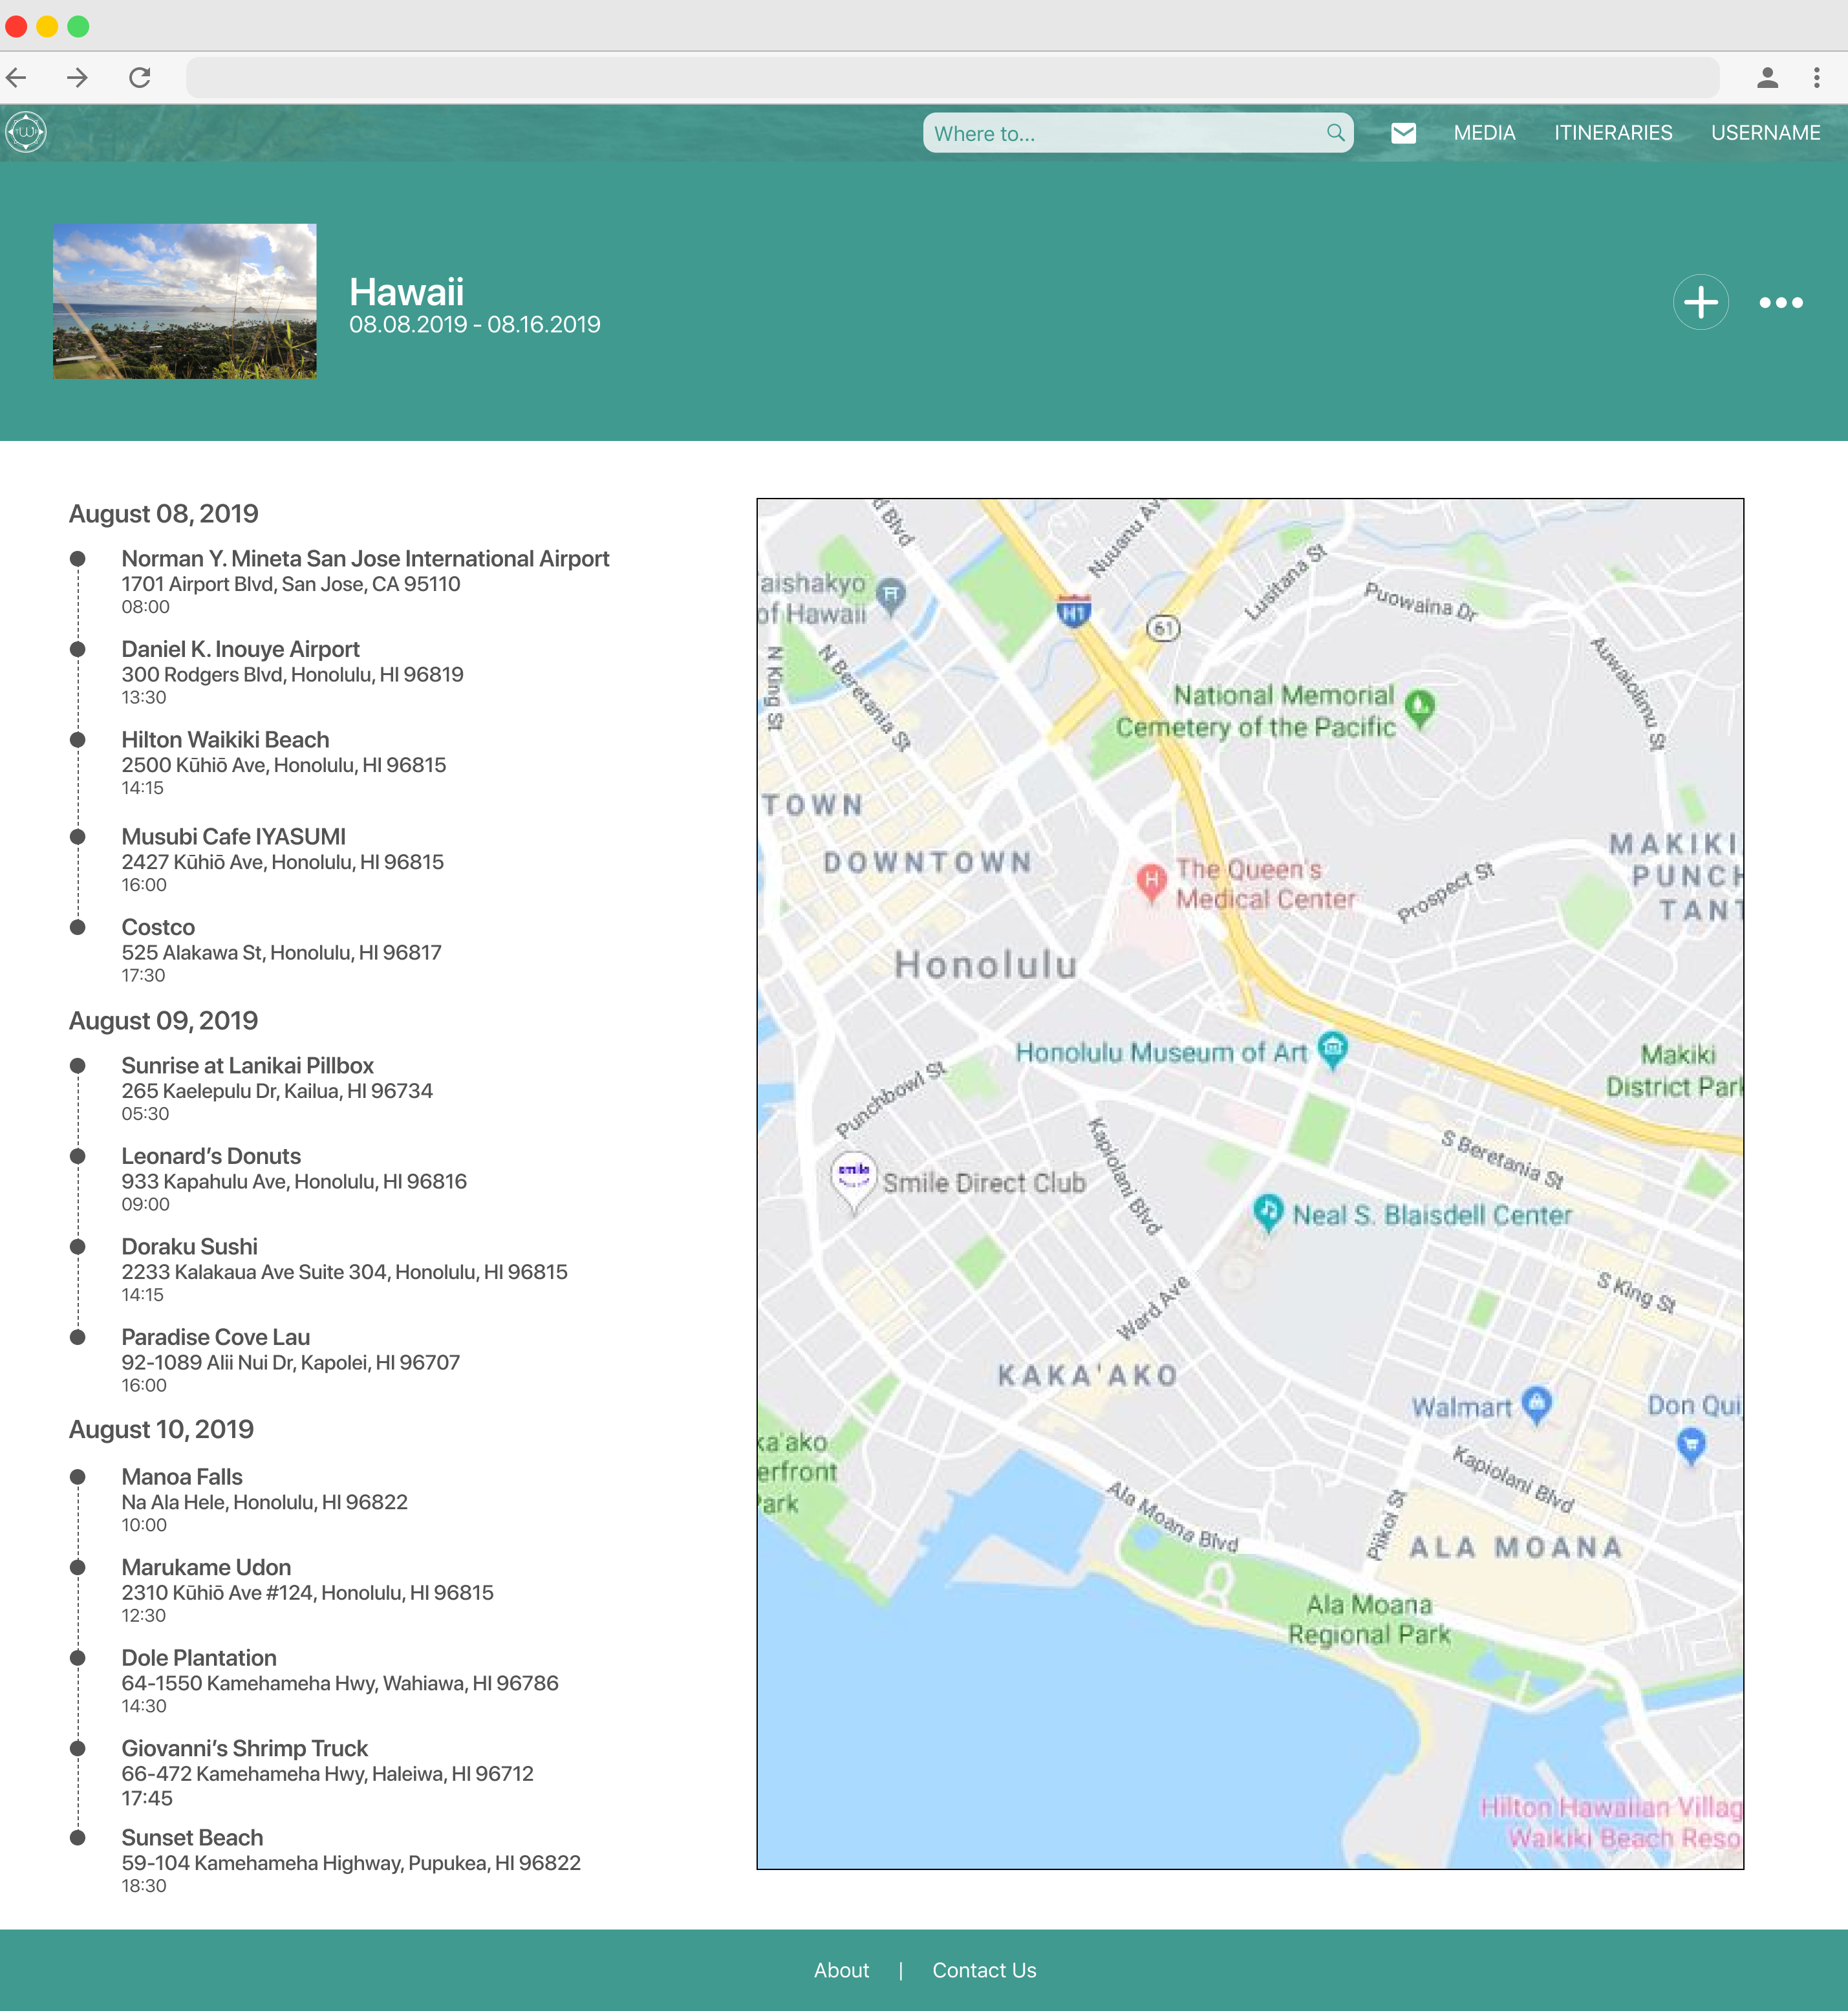 Where to...
MEDIA
ITINERARIES
USERNAME
Hawaii
08.08.2019 - 08.16.2019
August 08, 2019
Norman Y. Mineta San Jose International Airport
1701 Airport Blvd, San Jose, CA 95110
08:00
Daniel K. Inouye Airport
300 Rodgers Blvd, Honolulu, HI 96819
13:30
Hilton Waikiki Beach
2500 Kūhiō Ave, Honolulu, HI 96815
14:15
Musubi Cafe IYASUMI
2427 Kūhiō Ave, Honolulu, HI 96815
16:00
Costco
525 Alakawa St, Honolulu, HI 96817
17:30
August 09, 2019
Sunrise at Lanikai Pillbox
265 Kaelepulu Dr, Kailua, HI 96734
05:30
Leonard’s Donuts
933 Kapahulu Ave, Honolulu, HI 96816
09:00
Doraku Sushi
2233 Kalakaua Ave Suite 304, Honolulu, HI 96815
14:15
Paradise Cove Lau
92-1089 Alii Nui Dr, Kapolei, HI 96707
16:00
August 10, 2019
Manoa Falls
Na Ala Hele, Honolulu, HI 96822
10:00
Marukame Udon
2310 Kūhiō Ave #124, Honolulu, HI 96815
12:30
Dole Plantation
64-1550 Kamehameha Hwy, Wahiawa, HI 96786
14:30
Giovanni’s Shrimp Truck
66-472 Kamehameha Hwy, Haleiwa, HI 96712
17:45
Sunset Beach
59-104 Kamehameha Highway, Pupukea, HI 96822
18:30
d Blvd
Nuuanu Av
aishakyo
of Hawaii
H1
61
Lusitana St
Puowaina Dr
Auwaiolimu St
N King St
N Beretania St
National Memorial
Cemetery of the Pacific
TOWN
DOWNTOWN
H
The Queen's
Medical Center
Prospect St
MAKIKI
PUNCH
TANT
Honolulu
Honolulu Museum of Art
Makiki
District Park
Punchbowl St
Kapiolani Blvd
S Beretania St
smile
Smile Direct Club
Neal S. Blaisdell Center
S King St
Ward Ave
KAKA'AKO
Walmart
Don Qui
ka'ako
erfront
ark
Kapiolani Blvd
Ala Moana Blvd
Piikoi St
ALA MOANA
Ala Moana
Regional Park
Hilton Hawaiian Villag
Waikiki Beach Reso
About | Contact Us